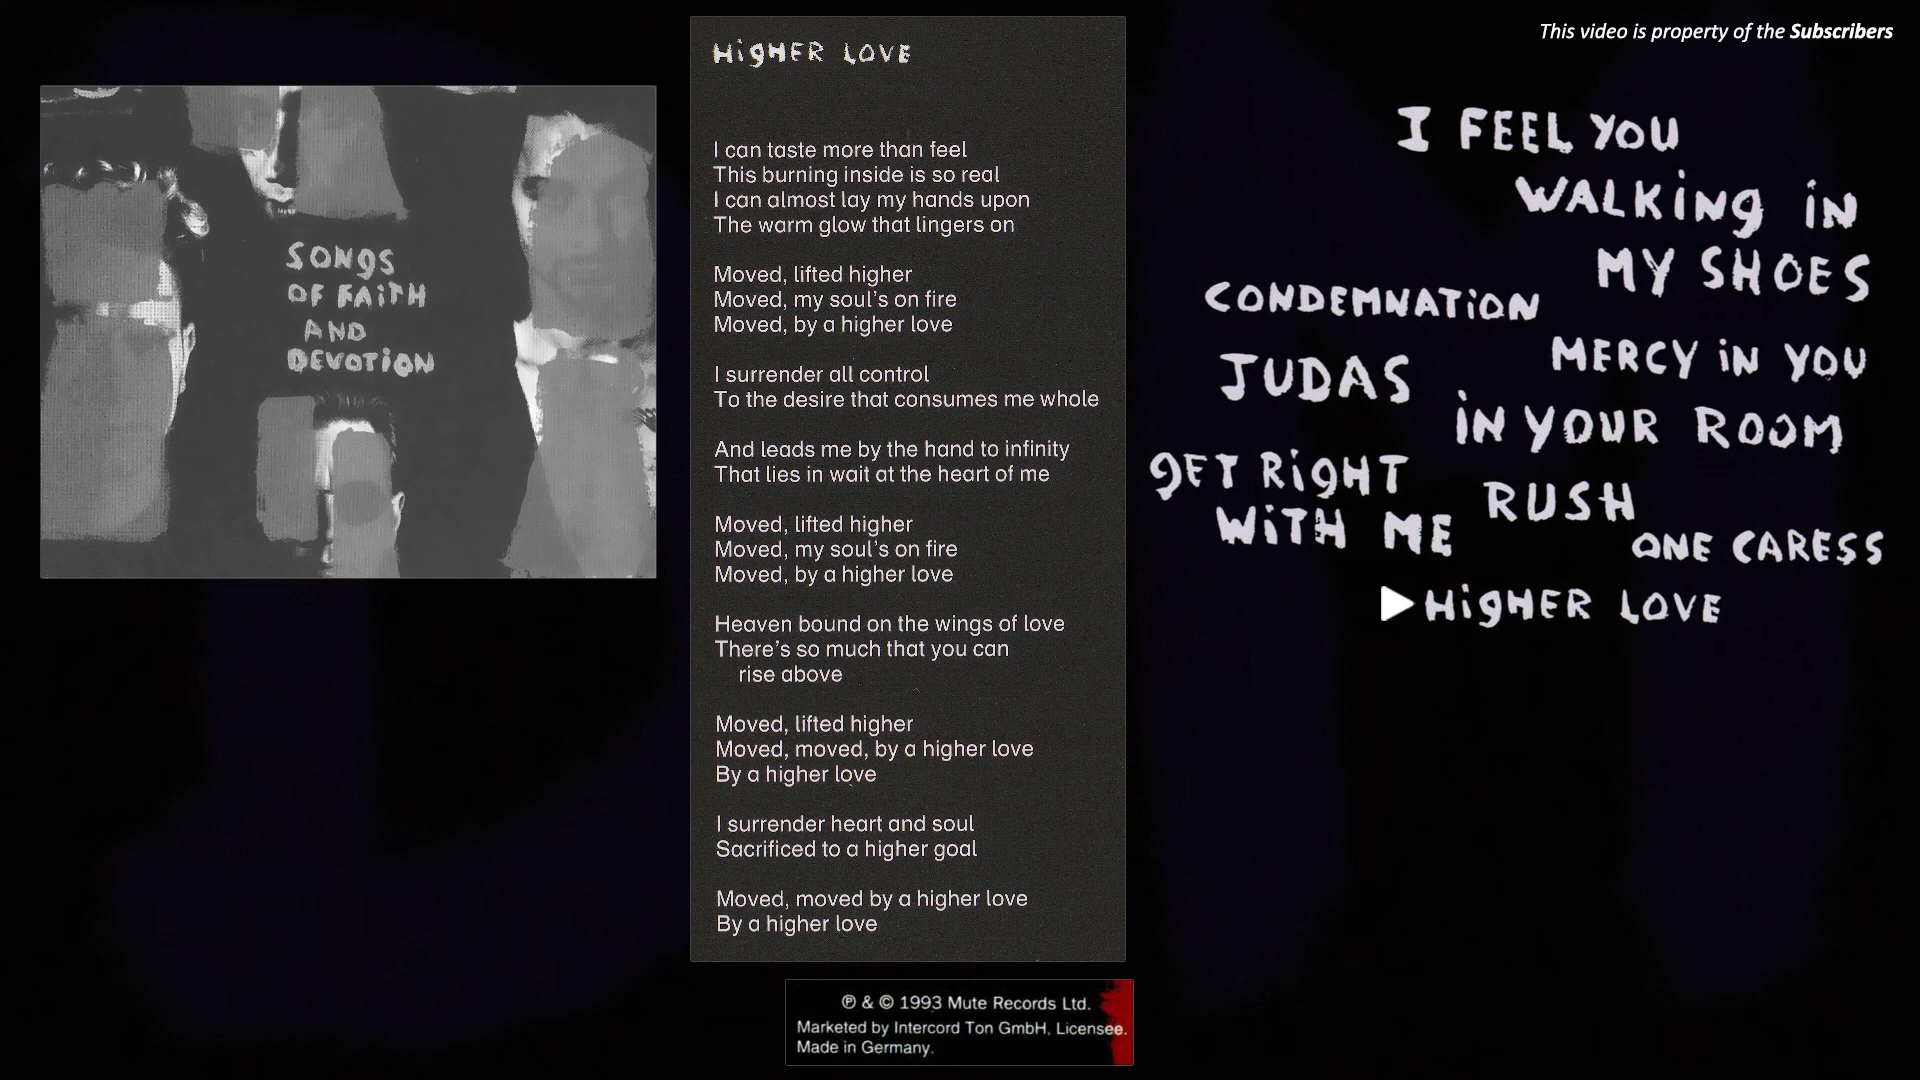 This video is property of the Subscribers
SONGS
OF FAiTH
AND
DEVOTiON
HiGHER LOVE
I can taste more than feel
This burning inside is so real
I can almost lay my hands upon
The warm glow that lingers on
Moved, lifted higher
Moved, my soul's on fire
Moved, by a higher love
I surrender all control
To the desire that consumes me whole
And leads me by the hand to infinity
That lies in wait at the heart of me
Moved, lifted higher
Moved, my soul's on fire
Moved, by a higher love
Heaven bound on the wings of love
There's so much that you can
rise above
Moved, lifted higher
Moved, moved, by a higher love
By a higher love
I surrender heart and soul
Sacrificed to a higher goal
Moved, moved by a higher love
By a higher love
℗ & © 1993 Mute Records Ltd.
Marketed by Intercord Ton GmbH, Licensee.
Made in Germany.
I FEEL YOU
WALKiNg iN
MY SHOES
CONDEMNATiON
MERCY iN YOU
JUDAS
iN YOUR ROOM
gET RigHT
WiTH ME
RUSH
ONE CARESS
HigHER LOVE